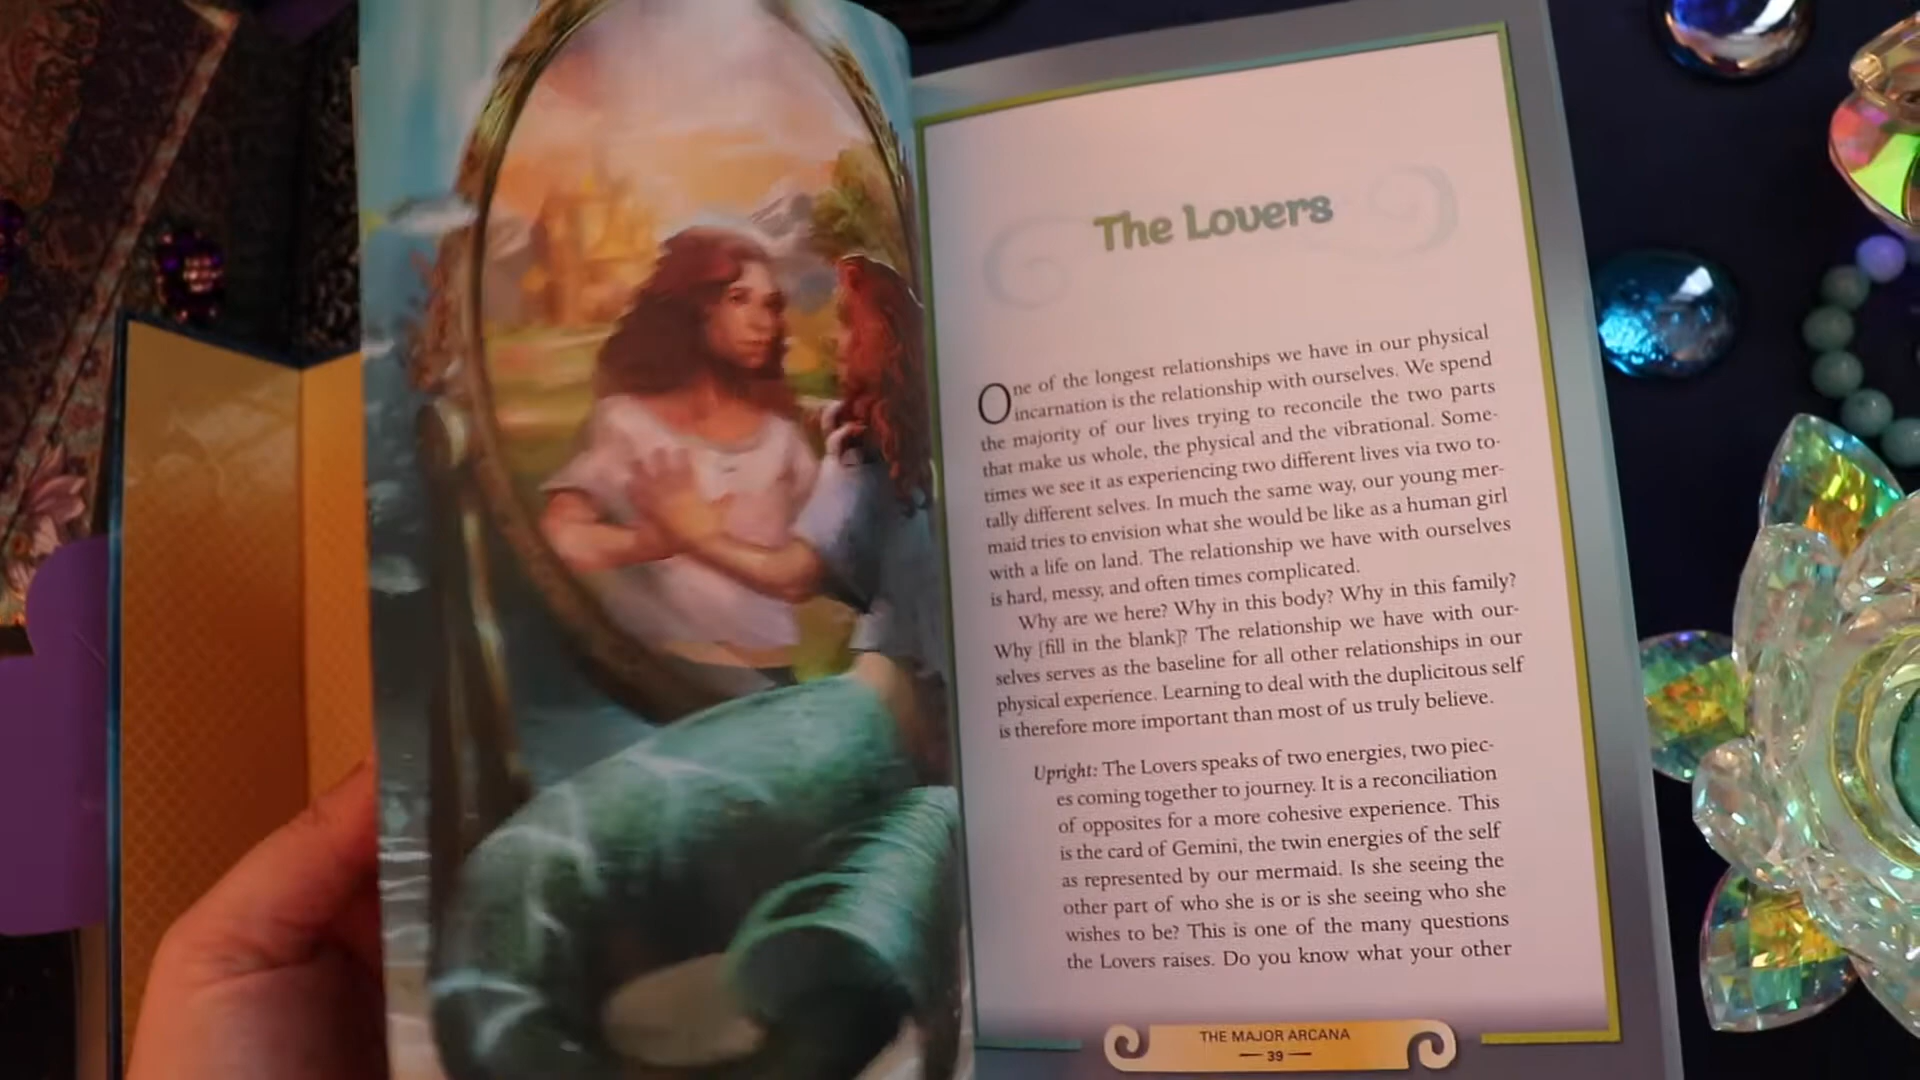 The Lovers
One of the longest relationships we have in our physical
incarnation is the relationship with ourselves. We spend
the majority of our lives trying to reconcile the two parts
that make us whole, the physical and the vibrational. Some-
times we see it as experiencing two different lives via two to-
tally different selves. In much the same way, our young mer-
maid tries to envision what she would be like as a human girl
with a life on land. The relationship we have with ourselves
is hard, messy, and often times complicated.
Why are we here? Why in this body? Why in this family?
Why [fill in the blank]? The relationship we have with our-
selves serves as the baseline for all other relationships in our
physical experience. Learning to deal with the duplicitous self
is therefore more important than most of us truly believe.
Upright: The Lovers speaks of two energies, two piec-
es coming together to journey. It is a reconciliation
of opposites for a more cohesive experience. This
is the card of Gemini, the twin energies of the self
as represented by our mermaid. Is she seeing the
other part of who she is or is she seeing who she
wishes to be? This is one of the many questions
the Lovers raises. Do you know what your other
THE MAJOR ARCANA
— 39 —